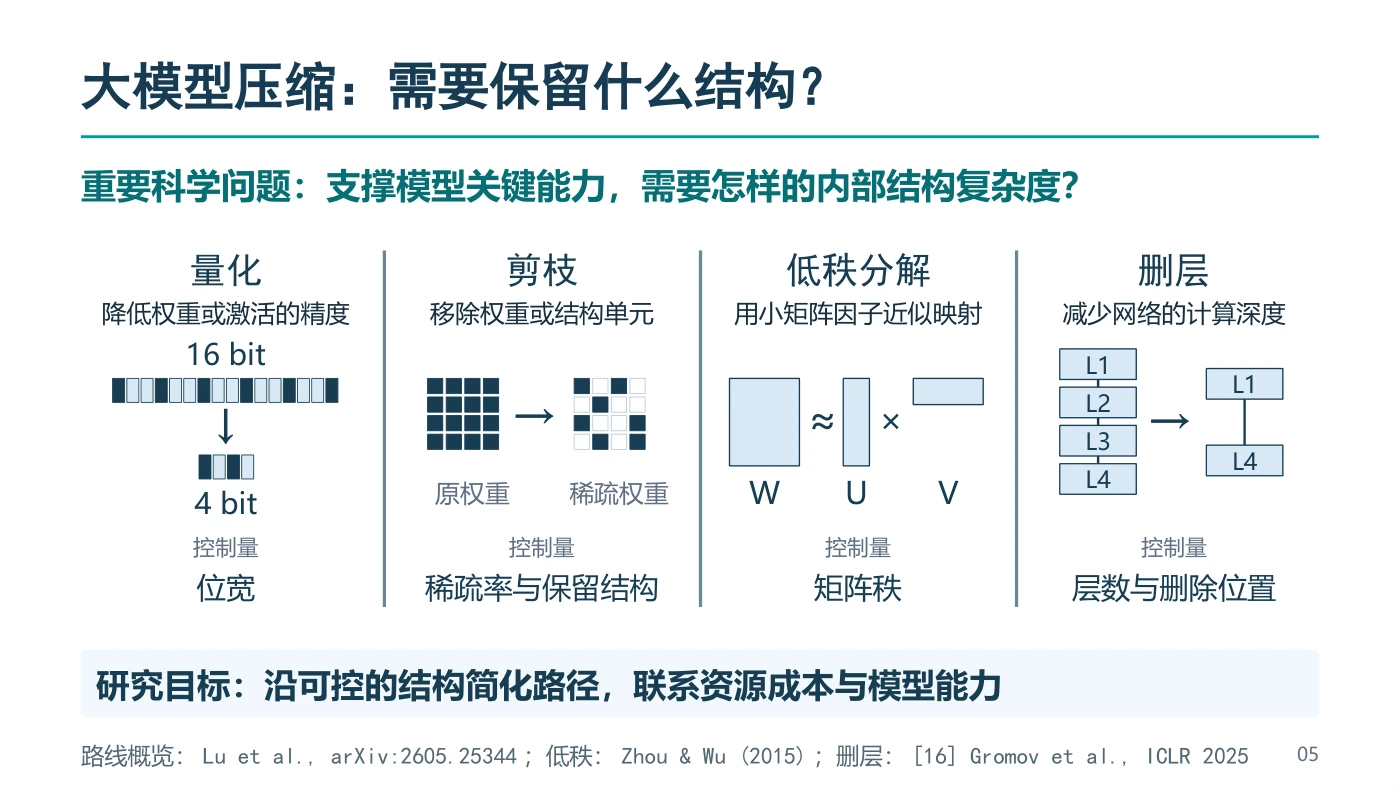 大模型压缩：需要保留什么结构？
重要科学问题：支撑模型关键能力，需要怎样的内部结构复杂度？
量化
降低权重或激活的精度
16 bit
4 bit
控制量
位宽
剪枝
移除权重或结构单元
原权重
稀疏权重
控制量
稀疏率与保留结构
低秩分解
用小矩阵因子近似映射
≈ ×
W U V
控制量
矩阵秩
删层
减少网络的计算深度
L1
L2
L3
L4
L1
L4
控制量
层数与删除位置
研究目标：沿可控的结构简化路径，联系资源成本与模型能力
路线概览： Lu et al., arXiv:2605.25344 ； 低秩： Zhou & Wu (2015) ； 删层： [16] Gromov et al., ICLR 2025
05